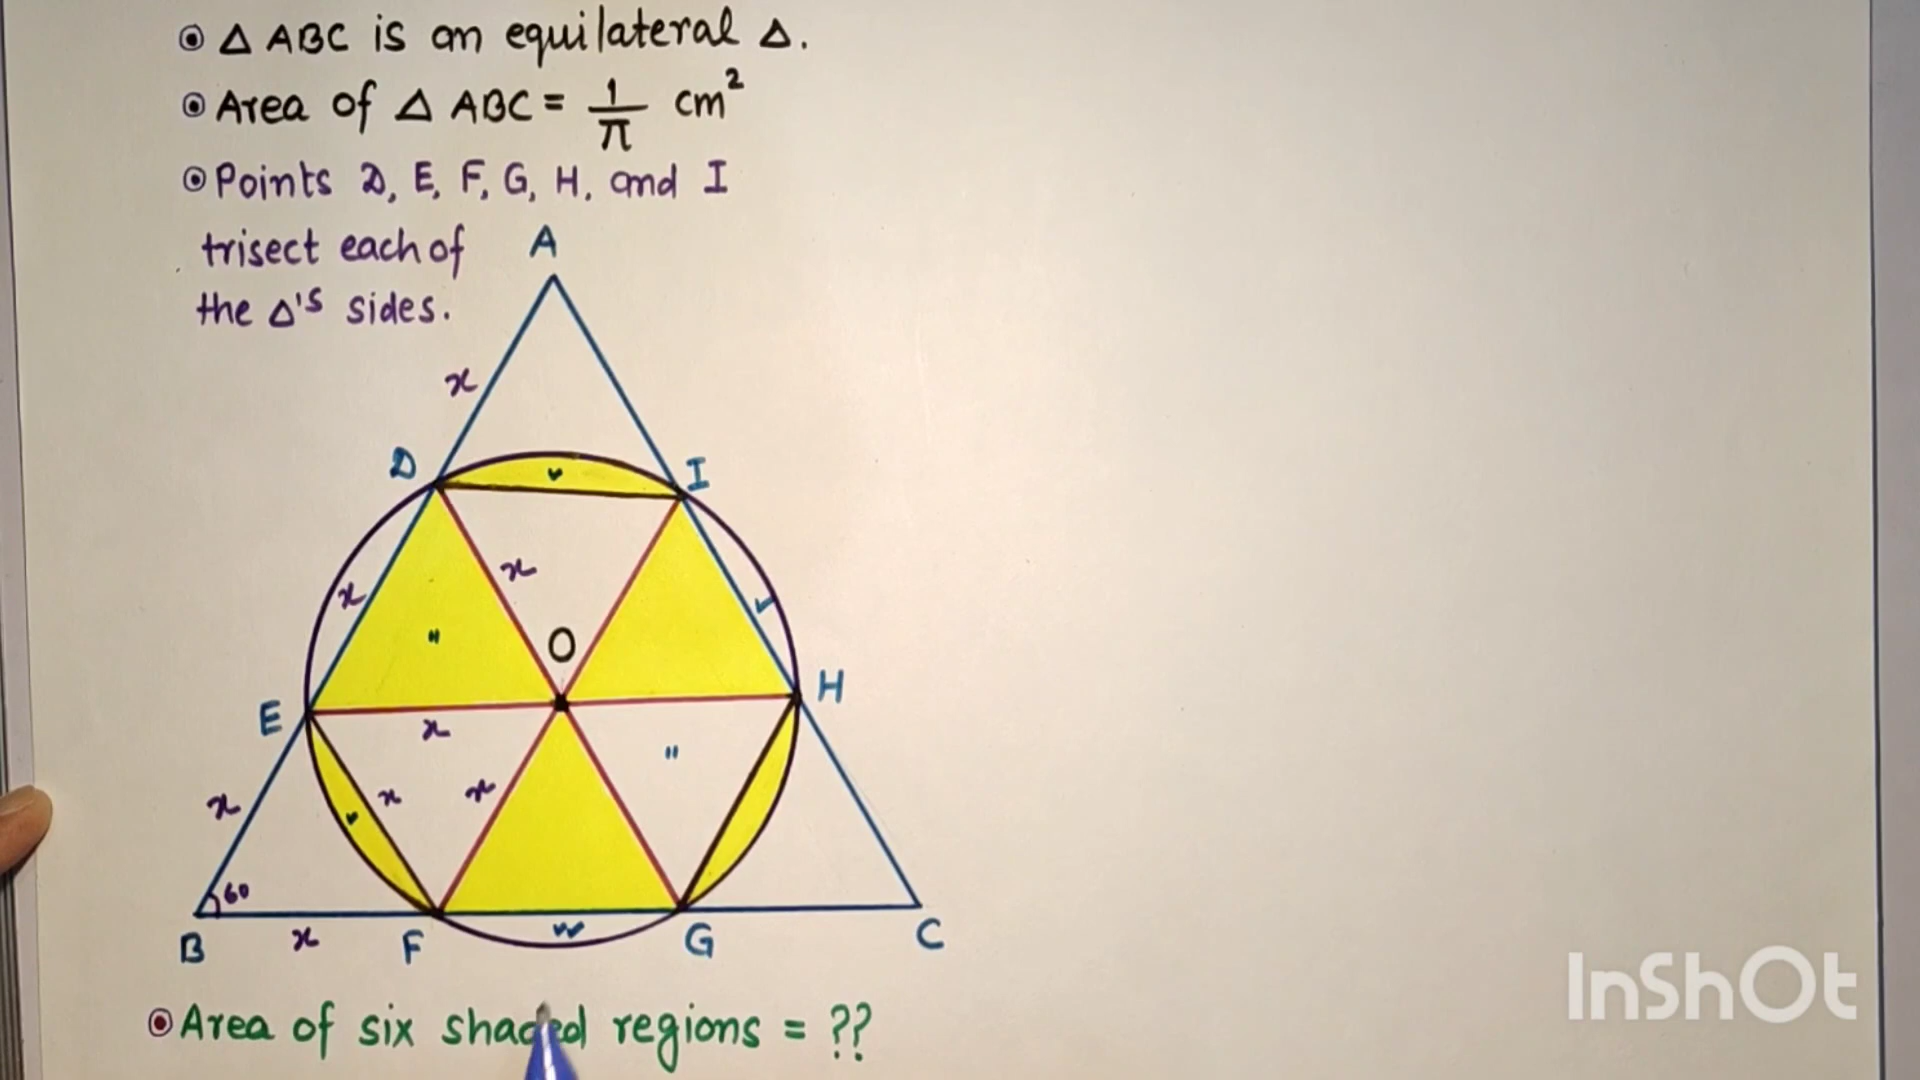 △ ABC is an equilateral △.
Area of △ ABC = 1/π cm²
Points D, E, F, G, H, and I
trisect each of
the △'s sides.
A
x
D
I
x
x
O
E
H
x
x
x
x
60
B
x
F
G
C
Area of six shaded regions = ??
InShOt